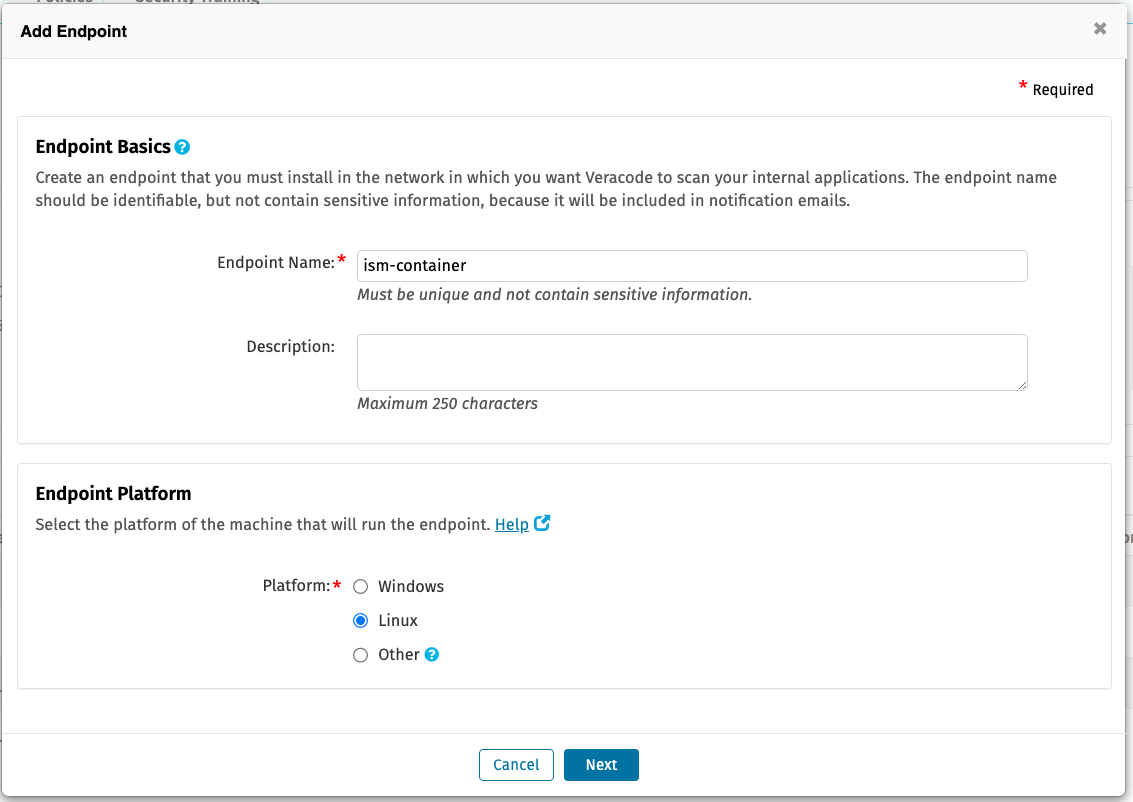 Policies
Security Training
Add Endpoint
* Required
Endpoint Basics
Create an endpoint that you must install in the network in which you want Veracode to scan your internal applications. The endpoint name
should be identifiable, but not contain sensitive information, because it will be included in notification emails.
Endpoint Name:* ism-container
Must be unique and not contain sensitive information.
Description:
Maximum 250 characters
Endpoint Platform
Select the platform of the machine that will run the endpoint. Help
Platform:* Windows
Linux
Other
Cancel Next